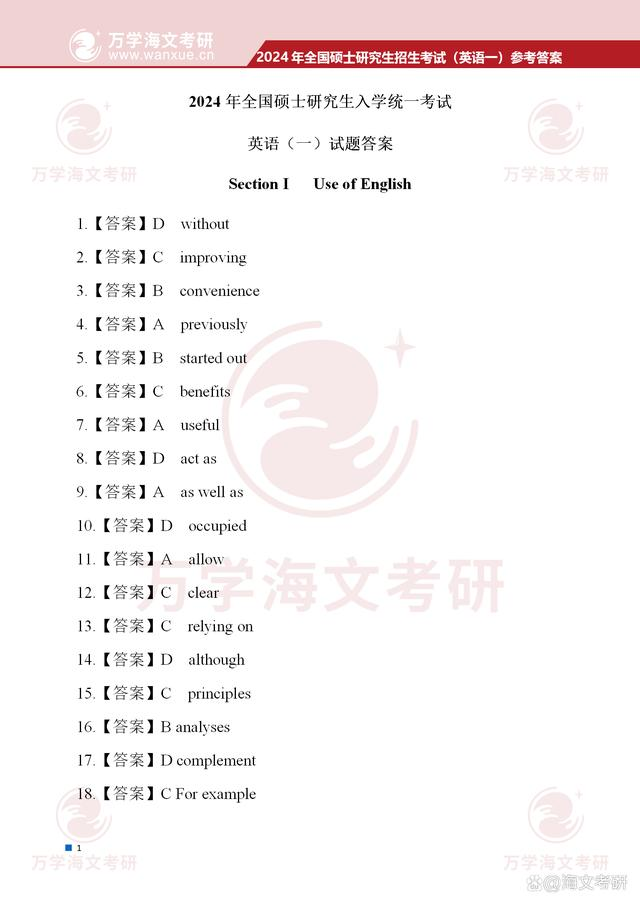 万学海文考研
www.wanxue.cn
2024 年全国硕士研究生招生考试（英语一）参考答案
2024 年全国硕士研究生入学统一考试
英语（一）试题答案
万学海文考研
万学海文考研
Section I Use of English
1.【答案】D without
2.【答案】C improving
3.【答案】B convenience
4.【答案】A previously
5.【答案】B started out
6.【答案】C benefits
7.【答案】A useful
8.【答案】D act as
9.【答案】A as well as
10.【答案】D occupied
11.【答案】A allow
万学海文考研
12.【答案】C clear
13.【答案】C relying on
14.【答案】D although
15.【答案】C principles
16.【答案】B analyses
17.【答案】D complement
18.【答案】C For example
1
万学海文考研
万学海文考研
@海文考研